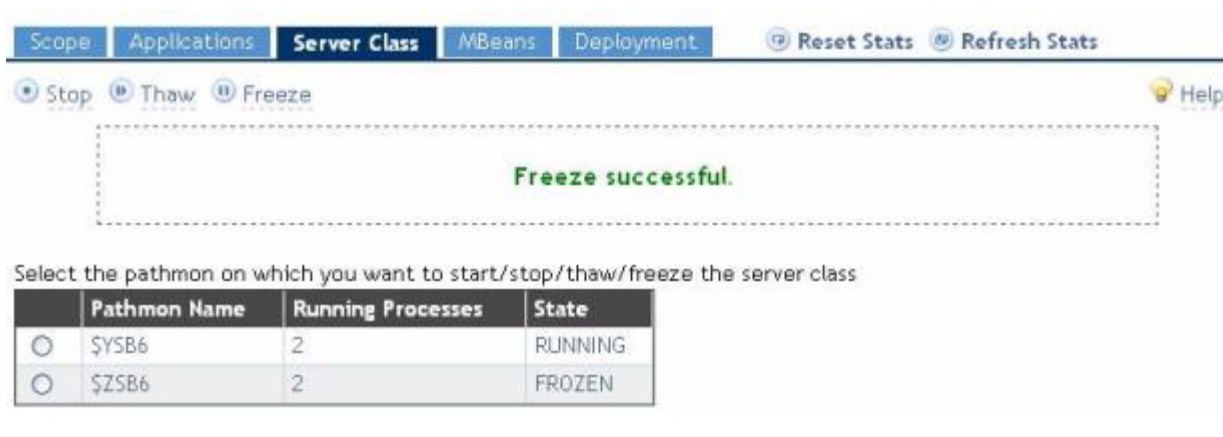 Scope Applications Server Class MBeans Deployment Reset Stats Refresh Stats
Stop Thaw Freeze Help
Freeze successful.
Select the pathmon on which you want to start/stop/thaw/freeze the server class
Pathmon Name Running Processes State
$YSB6 2 RUNNING
$ZSB6 2 FROZEN